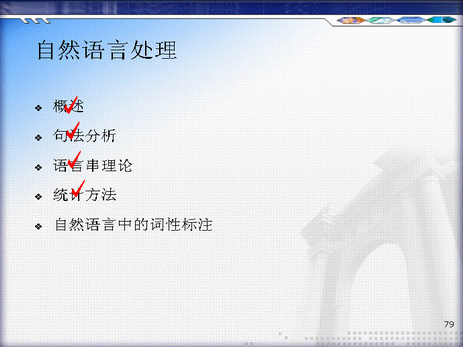 自然语言处理
概述
句法分析
语言串理论
统计方法
自然语言中的词性标注
79